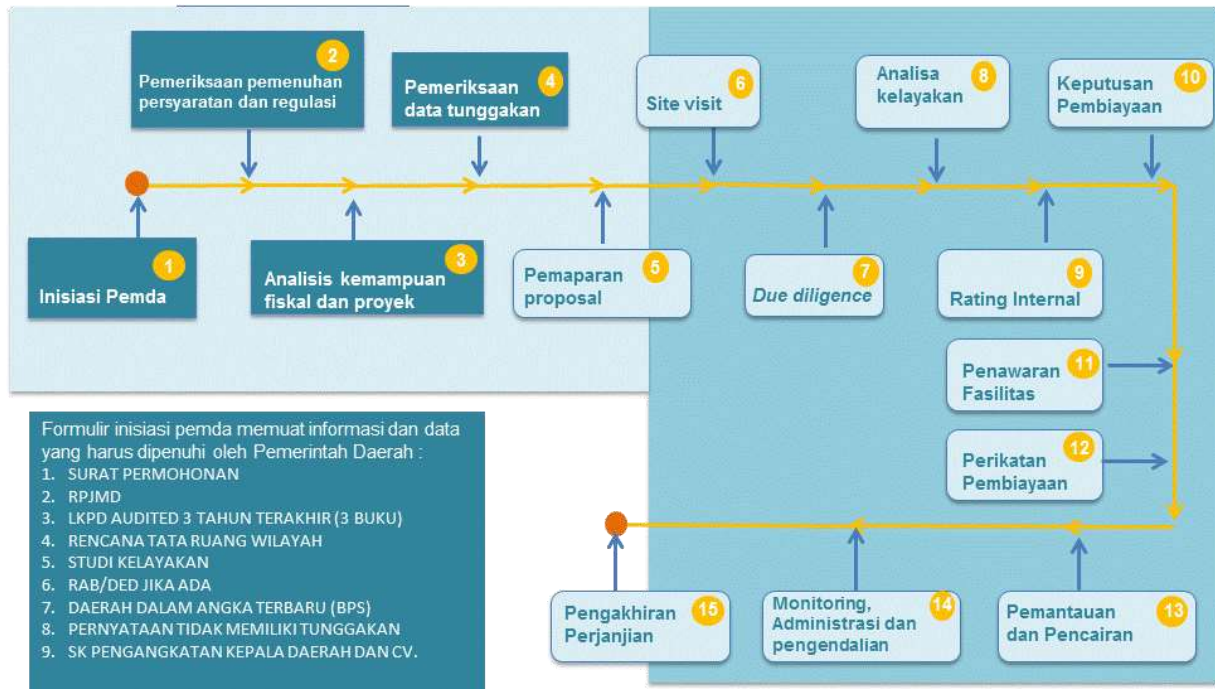 1
Inisiasi Pemda
2
Pemeriksaan pemenuhan
persyaratan dan regulasi
3
Analisis kemampuan
fiskal dan proyek
4
Pemeriksaan
data tunggakan
5
Pemaparan
proposal
6
Site visit
7
Due diligence
8
Analisa
kelayakan
9
Rating Internal
10
Keputusan
Pembiayaan
11
Penawaran
Fasilitas
12
Perikatan
Pembiayaan
13
Pemantauan
dan Pencairan
14
Monitoring,
Administrasi dan
pengendalian
15
Pengakhiran
Perjanjian
Formulir inisiasi pemda memuat informasi dan data
yang harus dipenuhi oleh Pemerintah Daerah :
1. SURAT PERMOHONAN
2. RPJMD
3. LKPD AUDITED 3 TAHUN TERAKHIR (3 BUKU)
4. RENCANA TATA RUANG WILAYAH
5. STUDI KELAYAKAN
6. RAB/DED JIKA ADA
7. DAERAH DALAM ANGKA TERBARU (BPS)
8. PERNYATAAN TIDAK MEMILIKI TUNGGAKAN
9. SK PENGANGKATAN KEPALA DAERAH DAN CV.